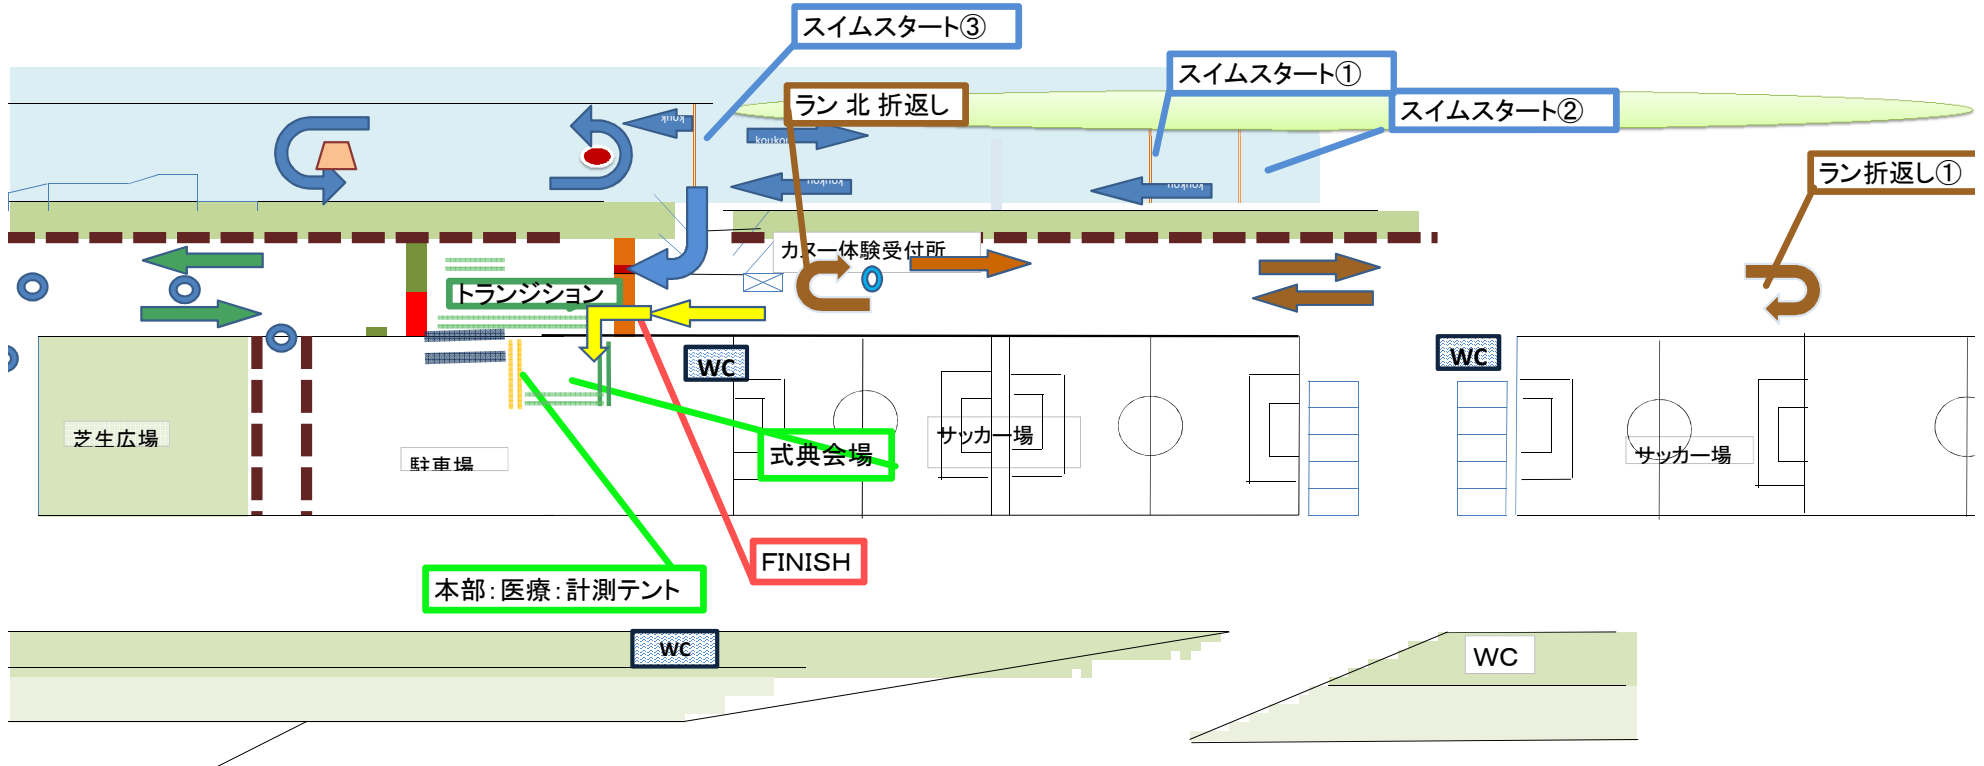 スイムスタート③
スイムスタート①
スイムスタート②
ラン 北 折返し
ラン折返し①
koukou
koukou
カヌー体験受付所
トランジション
WC
WC
芝生広場
駐車場
式典会場
サッカー場
サッカー場
FINISH
本部：医療：計測テント
WC
WC